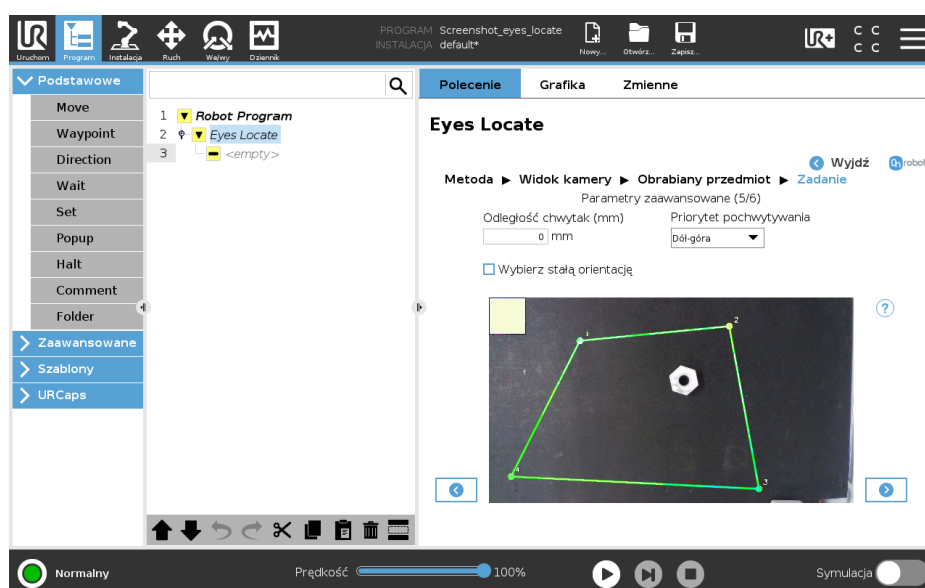 PROGRAM Screenshot_eyes_locate
INSTALACJA default*
UR
Uruchom Program Instalacja Ruch We/wy Dziennik
Nowy... Otwórz... Zapisz...
UR+
C C
C C
Podstawowe
Move
Waypoint
Direction
Wait
Set
Popup
Halt
Comment
Folder
Zaawansowane
Szablony
URCaps
1 Robot Program
2 Eyes Locate
3 <empty>
Polecenie Grafika Zmienne
Eyes Locate
Wyjdź
Metoda ▶ Widok kamery ▶ Obrabiany przedmiot ▶ Zadanie
Parametry zaawansowane (5/6)
Odległość chwytak (mm) Priorytet pochwytywania
0 mm Dół-góra
Wybierz stałą orientację
?
1
2
4
3
Normalny Prędkość 100% Symulacja